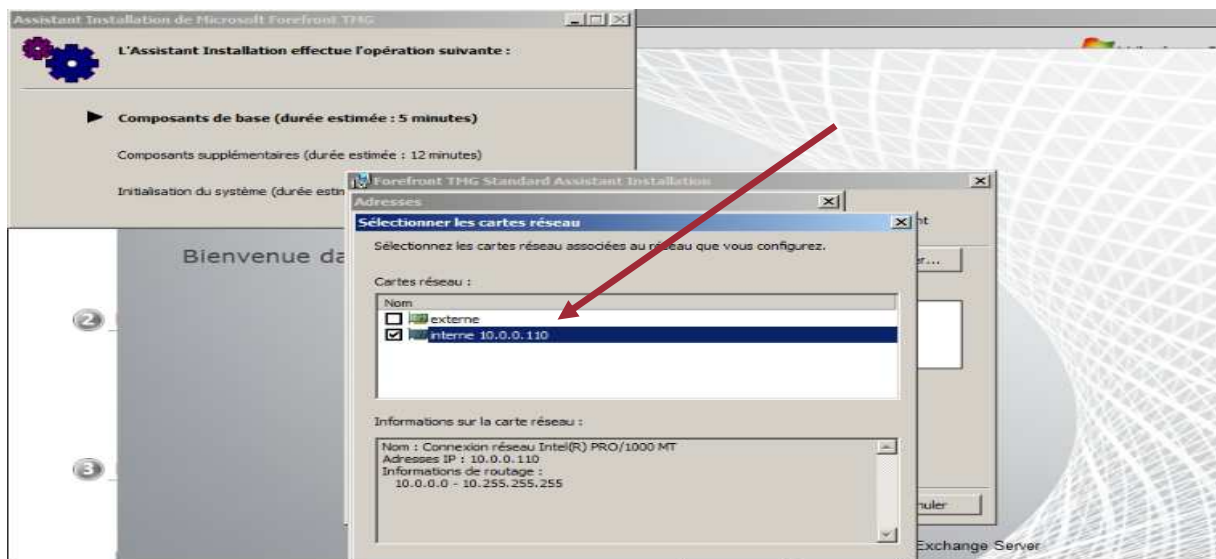 Assistant Installation de Microsoft Forefront TMG
L'Assistant Installation effectue l'opération suivante :
Composants de base (durée estimée : 5 minutes)
Composants supplémentaires (durée estimée : 12 minutes)
Initialisation du système (durée estim
Forefront TMG Standard Assistant Installation
Adresses
Sélectionner les cartes réseau
Sélectionnez les cartes réseau associées au réseau que vous configurez.
Bienvenue da
Cartes réseau :
Nom
externe
interne 10.0.0.110
2
Informations sur la carte réseau :
Nom : Connexion réseau Intel(R) PRO/1000 MT
Adresses IP : 10.0.0.110
Informations de routage :
10.0.0.0 - 10.255.255.255
3
nuler
Exchange Server